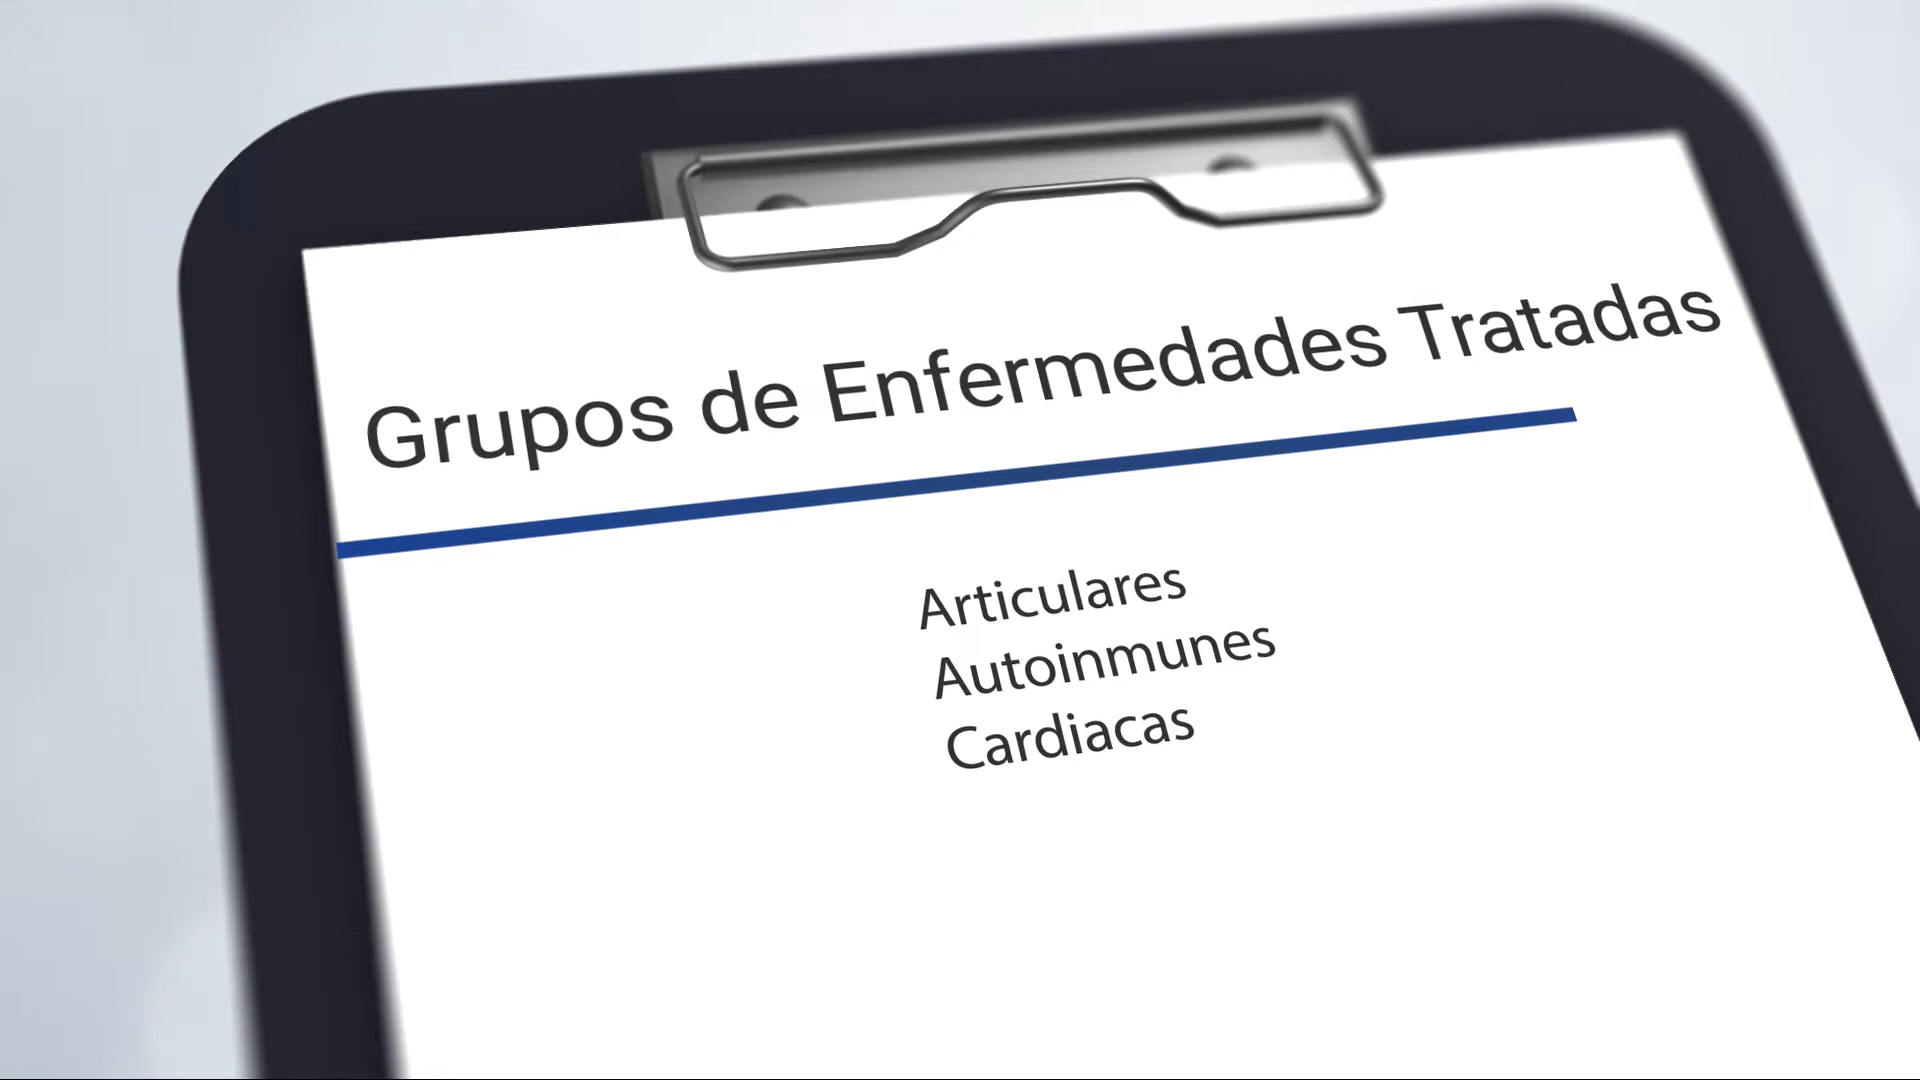 Grupos de Enfermedades Tratadas
Articulares
Autoinmunes
Cardiacas